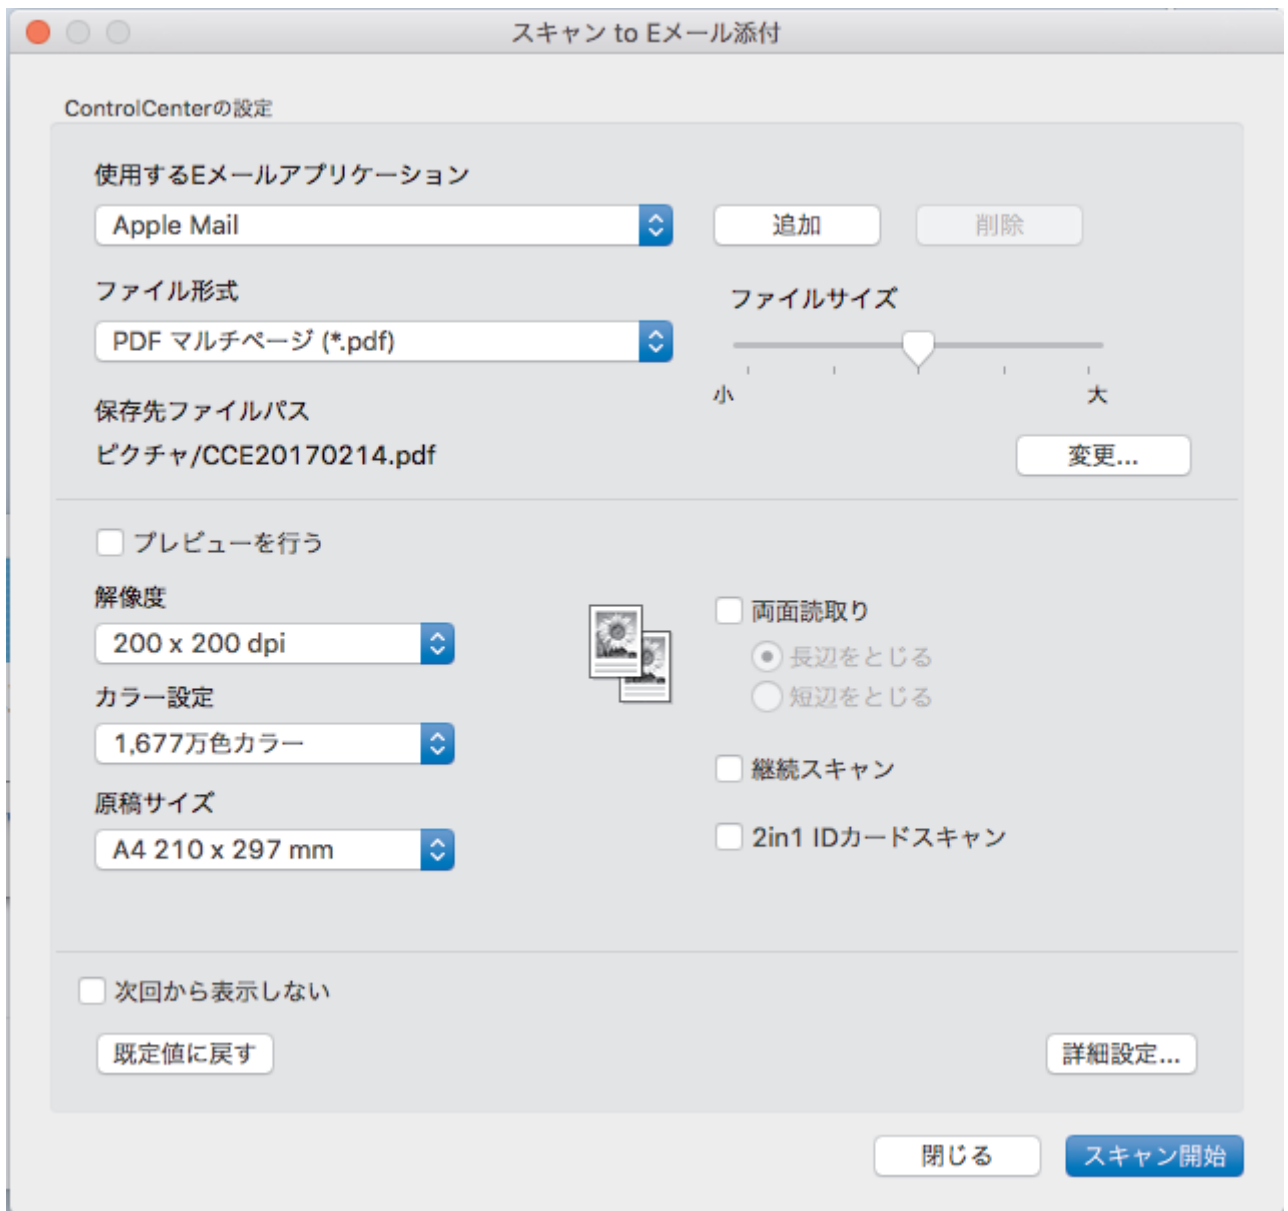 スキャン to Eメール添付
ControlCenterの設定
使用するEメールアプリケーション
Apple Mail
追加
削除
ファイル形式
ファイルサイズ
PDF マルチページ (*.pdf)
小
大
保存先ファイルパス
ピクチャ/CCE20170214.pdf
変更...
プレビューを行う
解像度
200 x 200 dpi
両面読取り
長辺をとじる
短辺をとじる
カラー設定
1,677万色カラー
継続スキャン
原稿サイズ
A4 210 x 297 mm
2in1 IDカードスキャン
次回から表示しない
既定値に戻す
詳細設定...
閉じる
スキャン開始